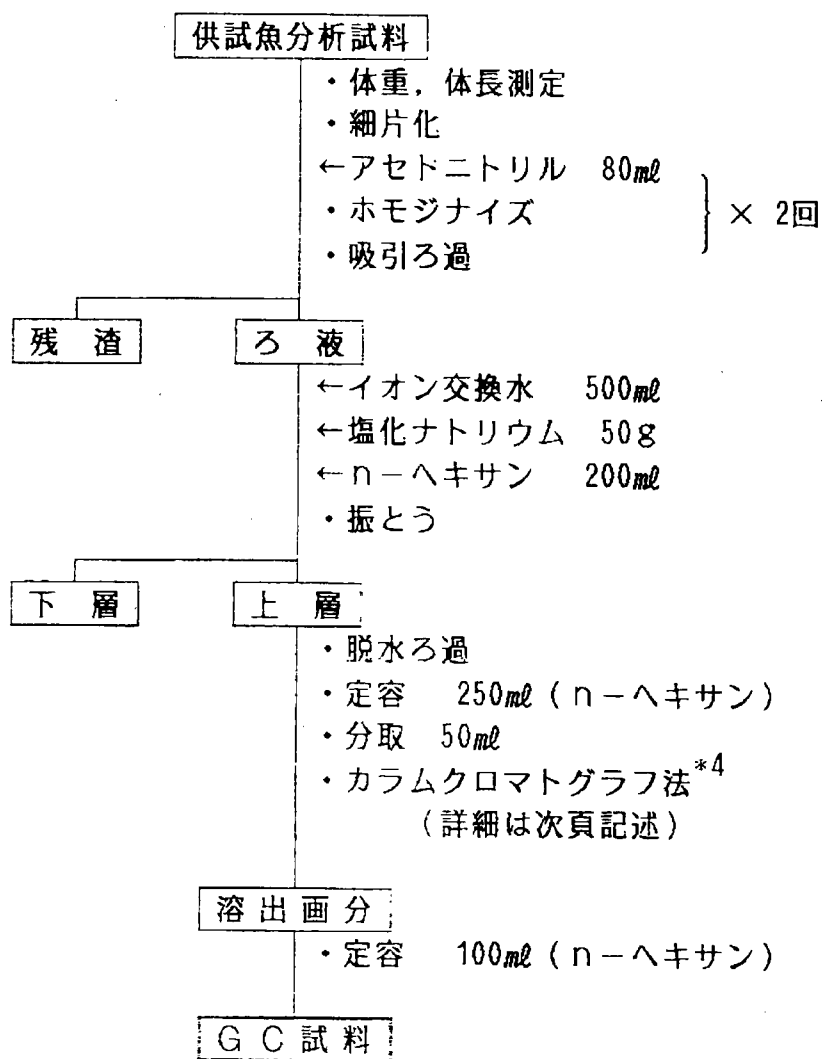 供試魚分析試料
・体重，体長測定
・細片化
←アセドニトリル 80ml
・ホモジナイズ
・吸引ろ過
} × 2回
残渣 ろ液
←イオン交換水 500ml
←塩化ナトリウム 50g
←n－ヘキサン 200ml
・振とう
下層 上層
・脱水ろ過
・定容 250ml（n－ヘキサン）
・分取 50ml
・カラムクロマトグラフ法*4
（詳細は次頁記述）
溶出画分
・定容 100ml（n－ヘキサン）
GC試料